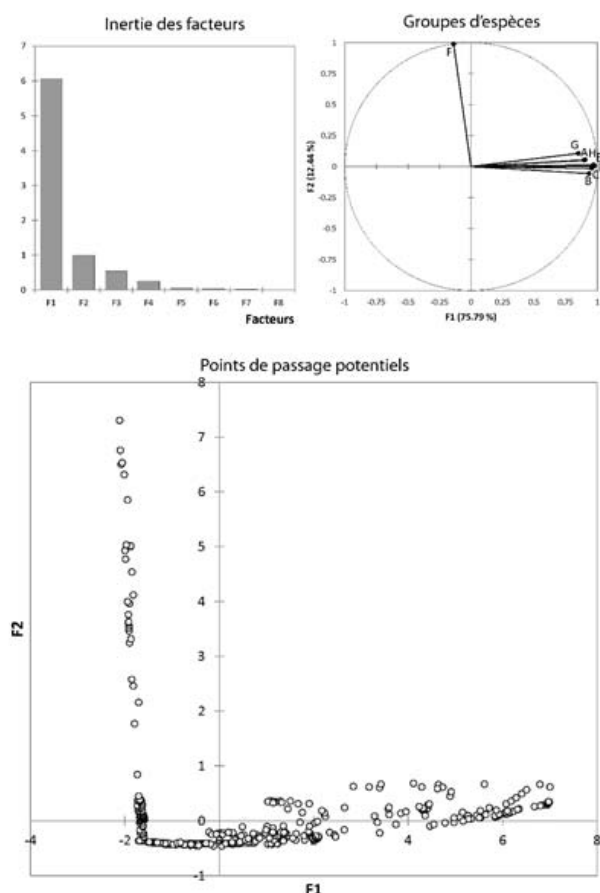 Inertie des facteurs
7
6
5
4
3
2
1
0
F1 F2 F3 F4 F5 F6 F7 F8
Facteurs
Groupes d'espèces
1
0.75
0.5
0.25
0
-0.25
-0.5
-0.75
-1
F2 (12.44 %)
F
G AH E
B C
-1 -0.75 -0.5 -0.25 0 0.25 0.5 0.75 1
F1 (75.79 %)
Points de passage potentiels
8
7
6
5
4
3
2
1
0
-1
F2
-4 -2 0 2 4 6 8
F1